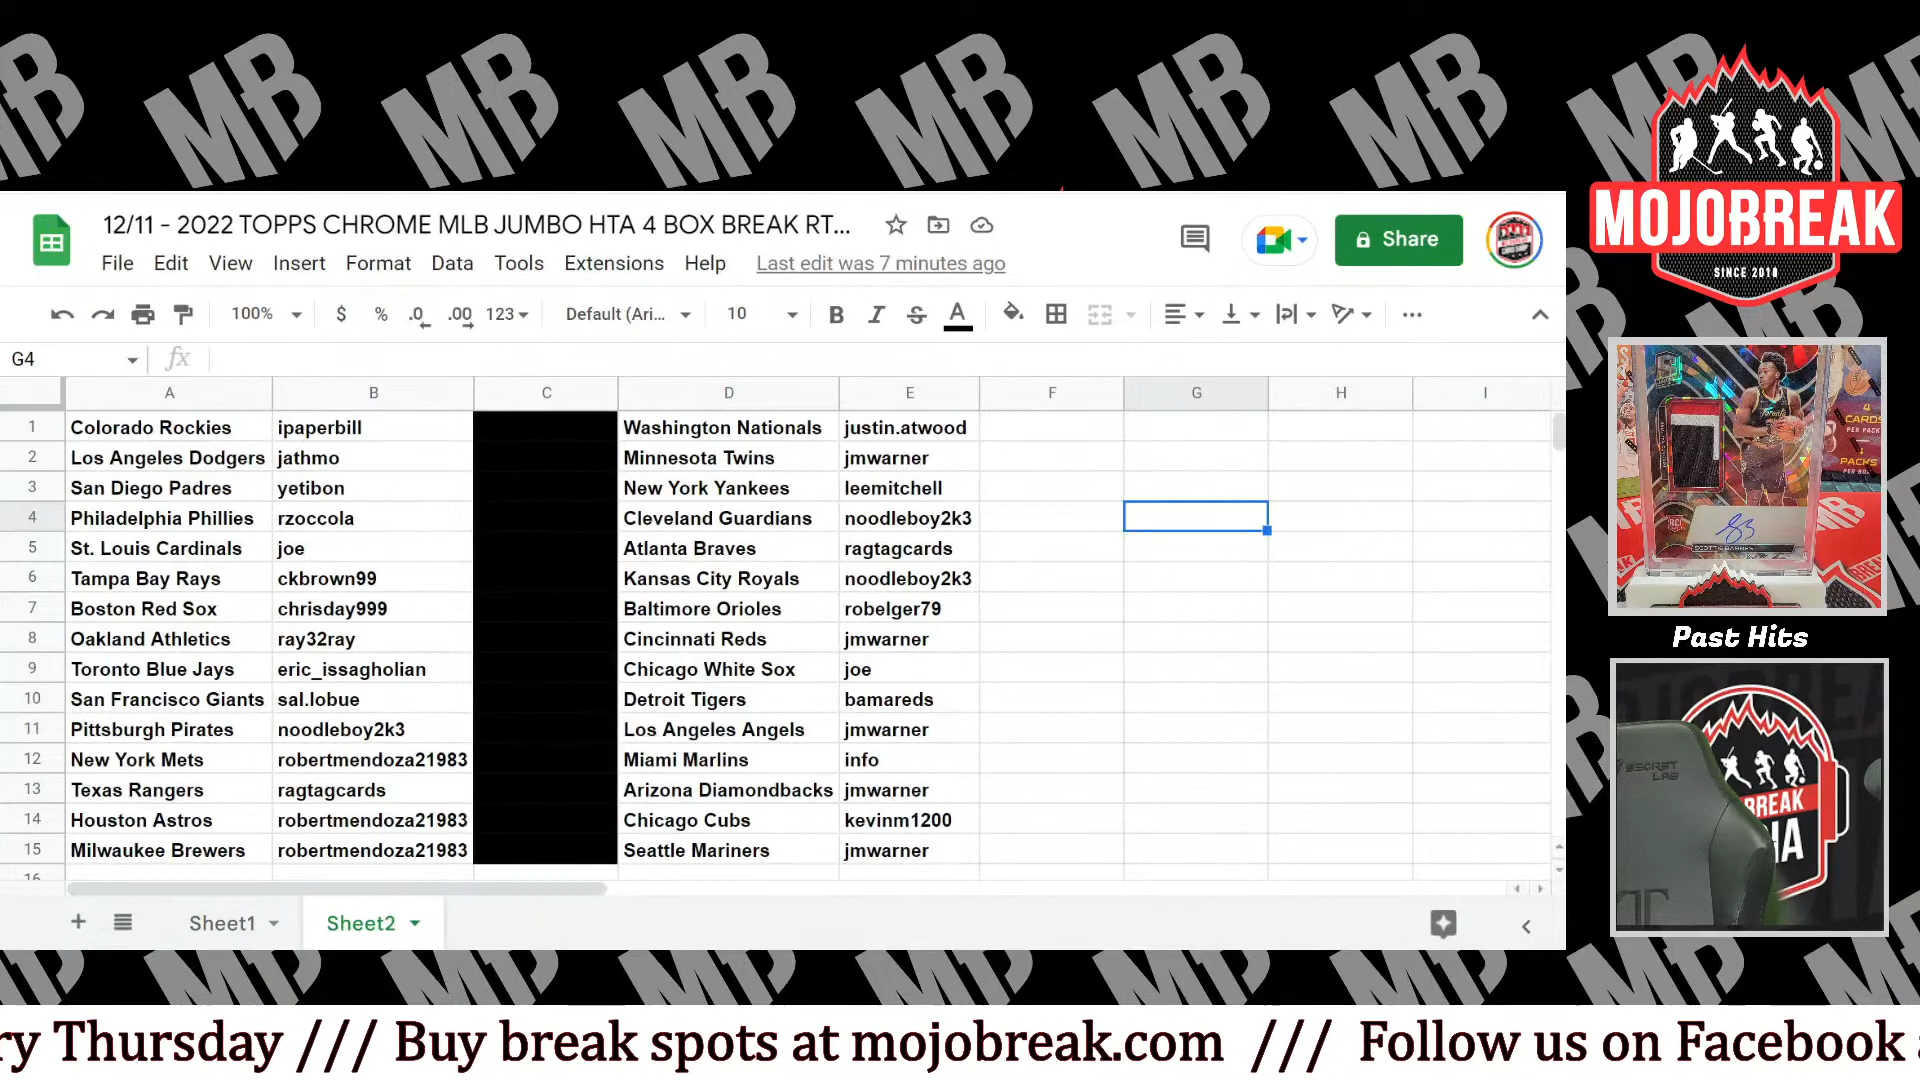 12/11 - 2022 TOPPS CHROME MLB JUMBO HTA 4 BOX BREAK RT...
File Edit View Insert Format Data Tools Extensions Help Last edit was 7 minutes ago
Share
100% $ % .0 .00 123 Default (Ari... 10 B I S A
G4 fx
A B C D E F G H I
1 Colorado Rockies ipaperbill Washington Nationals justin.atwood
2 Los Angeles Dodgers jathmo Minnesota Twins jmwarner
3 San Diego Padres yetibon New York Yankees leemitchell
4 Philadelphia Phillies rzoccola Cleveland Guardians noodleboy2k3
5 St. Louis Cardinals joe Atlanta Braves ragtagcards
6 Tampa Bay Rays ckbrown99 Kansas City Royals noodleboy2k3
7 Boston Red Sox chrisday999 Baltimore Orioles robelger79
8 Oakland Athletics ray32ray Cincinnati Reds jmwarner
9 Toronto Blue Jays eric_issagholian Chicago White Sox joe
10 San Francisco Giants sal.lobue Detroit Tigers bamareds
11 Pittsburgh Pirates noodleboy2k3 Los Angeles Angels jmwarner
12 New York Mets robertmendoza21983 Miami Marlins info
13 Texas Rangers ragtagcards Arizona Diamondbacks jmwarner
14 Houston Astros robertmendoza21983 Chicago Cubs kevinm1200
15 Milwaukee Brewers robertmendoza21983 Seattle Mariners jmwarner
16
Sheet1 Sheet2
MOJOBREAK
SINCE 2010
SCOTTIE BARNES
Past Hits
SECRET LAB
BREAK
ry Thursday /// Buy break spots at mojobreak.com /// Follow us on Facebook